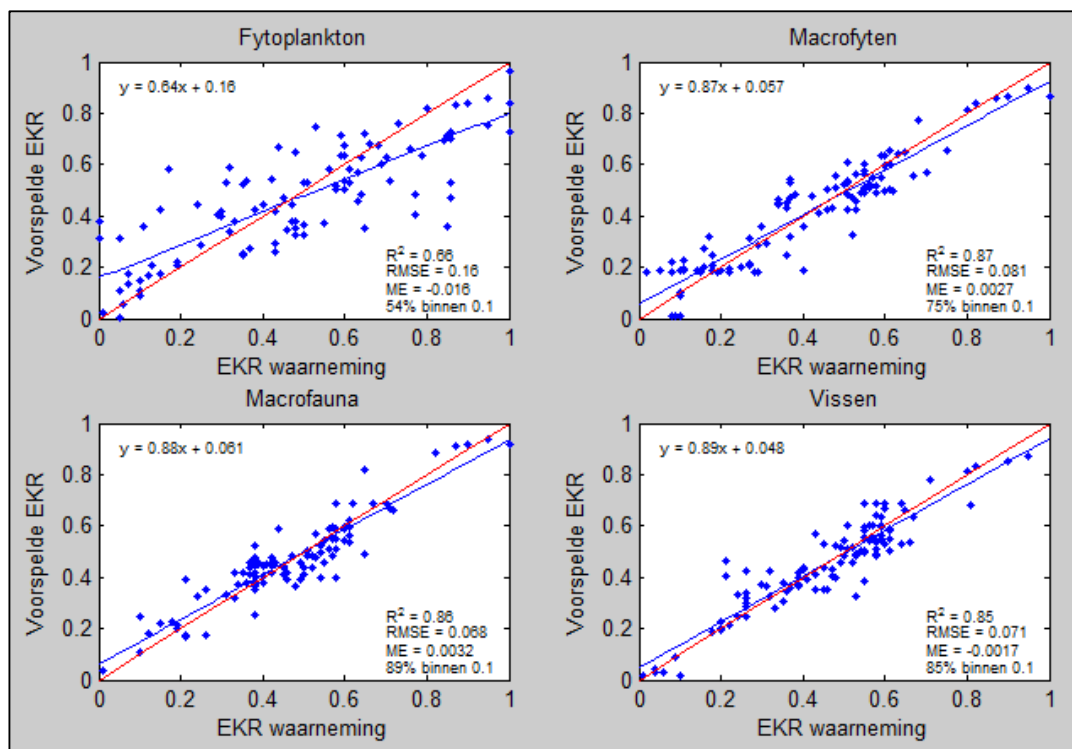 Fytoplankton
y = 0.64x + 0.16
Voorspelde EKR
1
0.8
0.6
0.4
0.2
0
R² = 0.66
RMSE = 0.16
ME = -0.016
54% binnen 0.1
0 0.2 0.4 0.6 0.8 1
EKR waarneming
Macrofyten
y = 0.87x + 0.057
Voorspelde EKR
1
0.8
0.6
0.4
0.2
0
R² = 0.87
RMSE = 0.081
ME = 0.0027
75% binnen 0.1
0 0.2 0.4 0.6 0.8 1
EKR waarneming
Macrofauna
y = 0.88x + 0.061
Voorspelde EKR
1
0.8
0.6
0.4
0.2
0
R² = 0.86
RMSE = 0.068
ME = 0.0032
89% binnen 0.1
0 0.2 0.4 0.6 0.8 1
EKR waarneming
Vissen
y = 0.89x + 0.048
Voorspelde EKR
1
0.8
0.6
0.4
0.2
0
R² = 0.85
RMSE = 0.071
ME = -0.0017
85% binnen 0.1
0 0.2 0.4 0.6 0.8 1
EKR waarneming